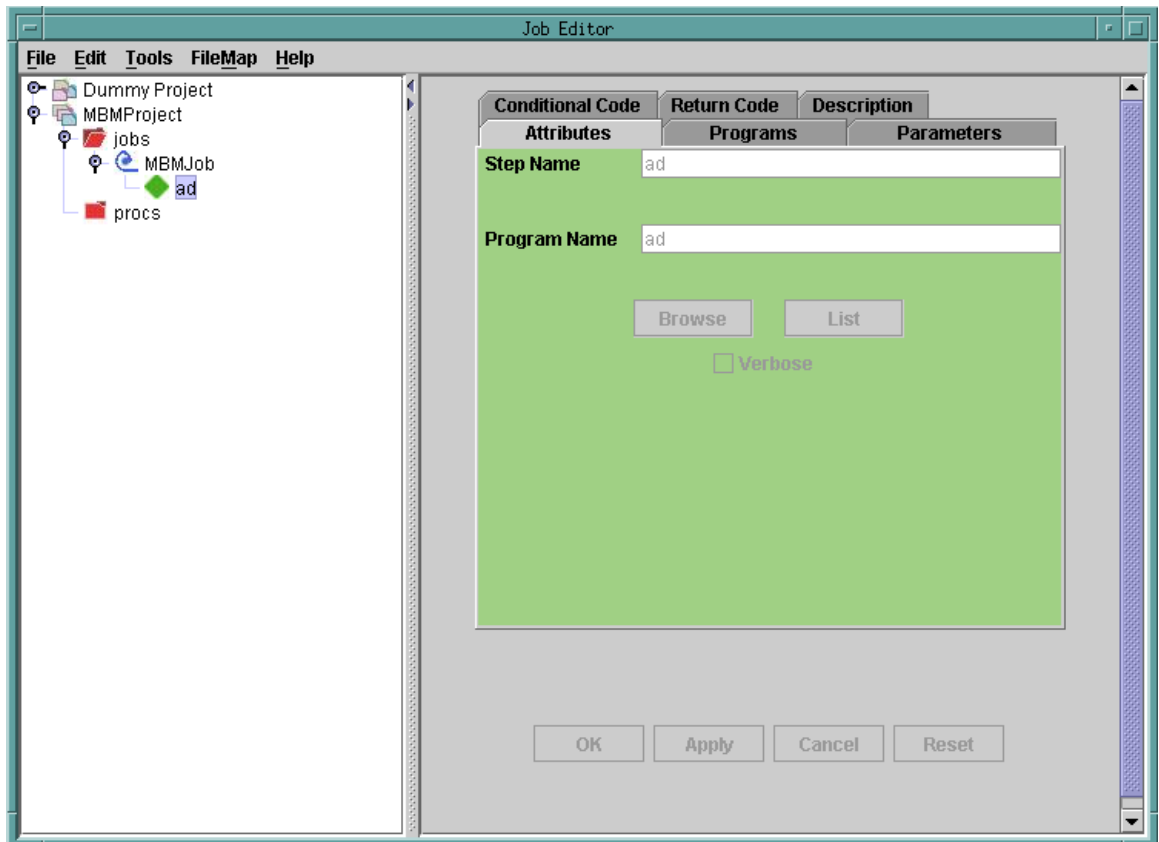 Job Editor
File Edit Tools FileMap Help
Dummy Project
MBMProject
jobs
MBMJob
ad
procs
Conditional Code Return Code Description
Attributes Programs Parameters
Step Name ad
Program Name ad
Browse List
Verbose
OK Apply Cancel Reset